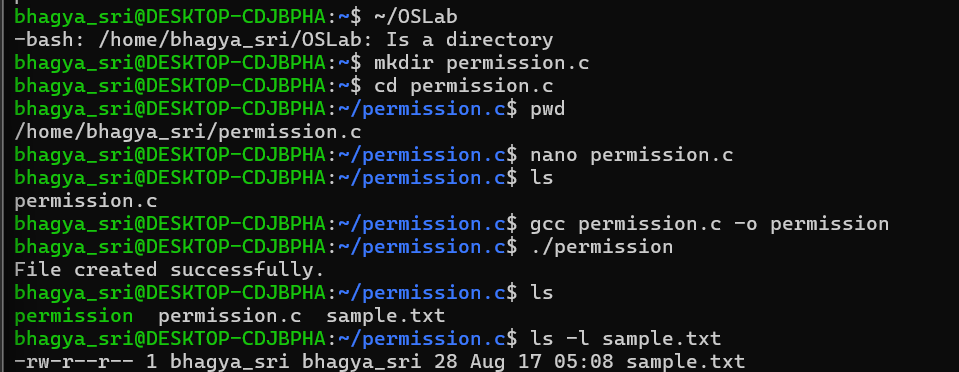 bhagya_sri@DESKTOP-CDJBPHA:~$ ~/OSLab
-bash: /home/bhagya_sri/OSLab: Is a directory
bhagya_sri@DESKTOP-CDJBPHA:~$ mkdir permission.c
bhagya_sri@DESKTOP-CDJBPHA:~$ cd permission.c
bhagya_sri@DESKTOP-CDJBPHA:~/permission.c$ pwd
/home/bhagya_sri/permission.c
bhagya_sri@DESKTOP-CDJBPHA:~/permission.c$ nano permission.c
bhagya_sri@DESKTOP-CDJBPHA:~/permission.c$ ls
permission.c
bhagya_sri@DESKTOP-CDJBPHA:~/permission.c$ gcc permission.c -o permission
bhagya_sri@DESKTOP-CDJBPHA:~/permission.c$ ./permission
File created successfully.
bhagya_sri@DESKTOP-CDJBPHA:~/permission.c$ ls
permission  permission.c  sample.txt
bhagya_sri@DESKTOP-CDJBPHA:~/permission.c$ ls -l sample.txt
-rw-r--r-- 1 bhagya_sri bhagya_sri 28 Aug 17 05:08 sample.txt